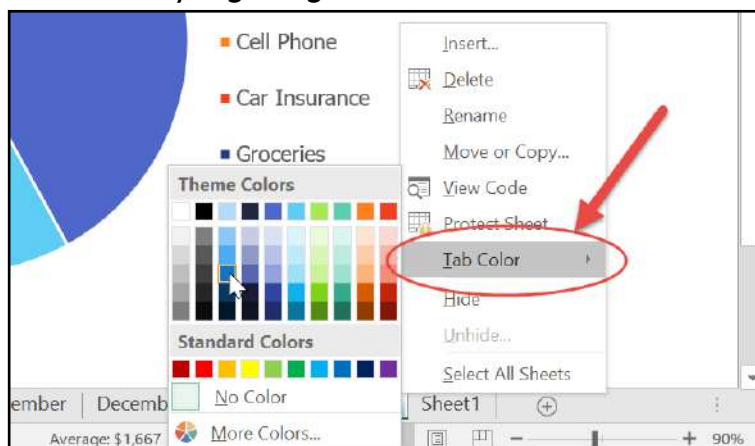 Cell Phone
Car Insurance
Groceries
Insert...
Delete
Rename
Move or Copy...
View Code
Protect Sheet
Tab Color
Hide
Unhide...
Select All Sheets
Theme Colors
Standard Colors
No Color
More Colors...
ember Decemb Sheet1
Average: $1,667 90%